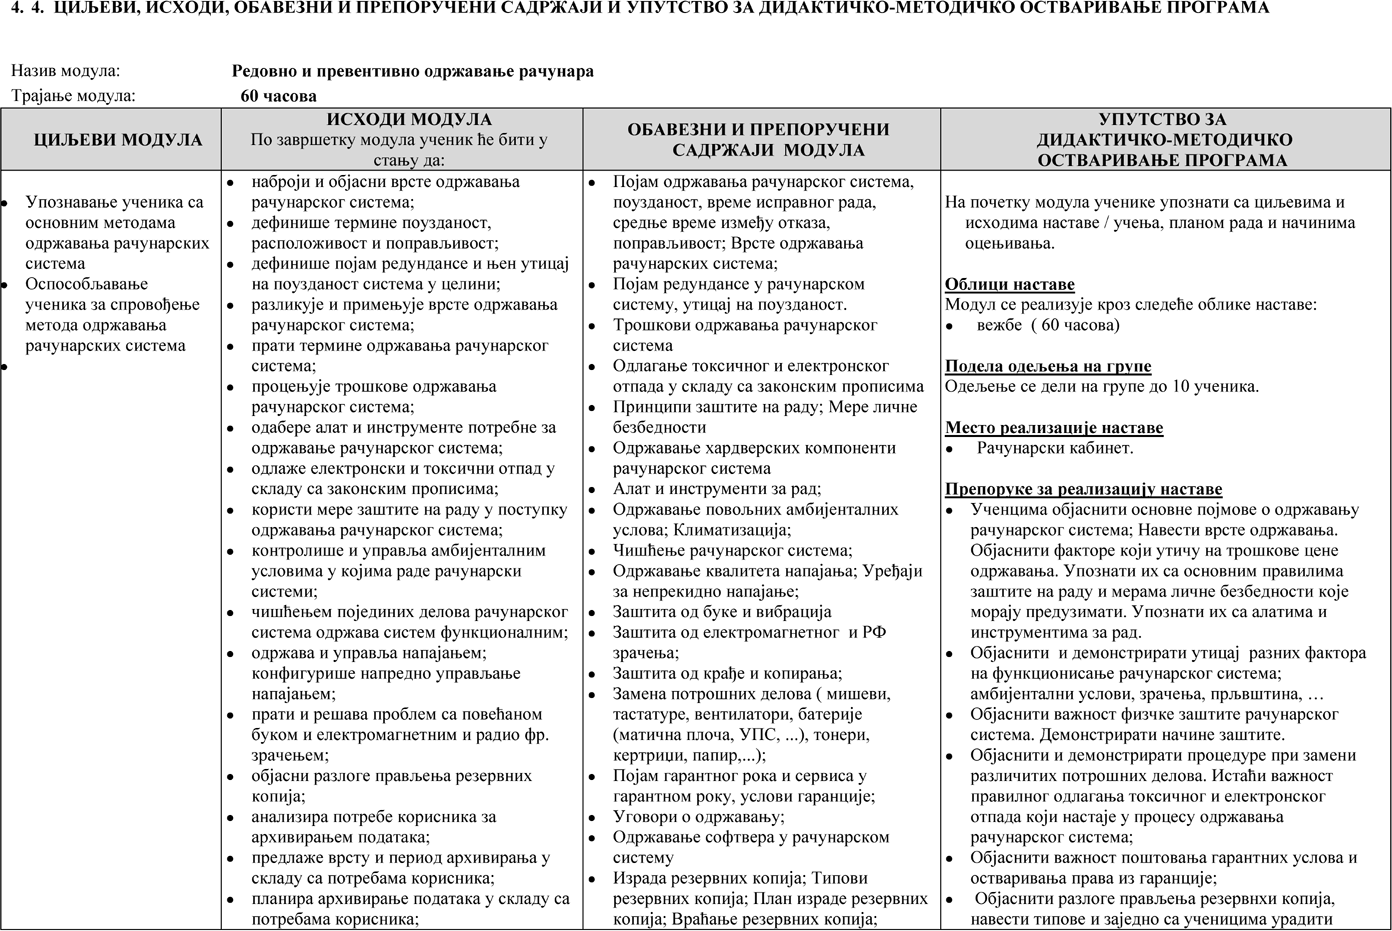 4. 4. ЦИЉЕВИ, ИСХОДИ, ОБАВЕЗНИ И ПРЕПОРУЧЕНИ САДРЖАЈИ И УПУТСТВО ЗА ДИДАКТИЧКО-МЕТОДИЧКО ОСТВАРИВАЊЕ ПРОГРАМА
Назив модула: Редовно и превентивно одржавање рачунара
Трајање модула: 60 часова
ЦИЉЕВИ МОДУЛА
ИСХОДИ МОДУЛА
По завршетку модула ученик ће бити у
стању да:
ОБАВЕЗНИ И ПРЕПОРУЧЕНИ
САДРЖАЈИ МОДУЛА
УПУТСТВО ЗА
ДИДАКТИЧКО-МЕТОДИЧКО
ОСТВАРИВАЊЕ ПРОГРАМА
• Упознавање ученика са
основним методама
одржавања рачунарских
система
• Оспособљавање
ученика за спровођење
метода одржавања
рачунарских система
•
• наброји и објасни врсте одржавања
рачунарског система;
• дефинише термине поузданост,
расположивост и поправљивост;
• дефинише појам редундансе и њен утицај
на поузданост система у целини;
• разликује и примењује врсте одржавања
рачунарског система;
• прати термине одржавања рачунарског
система;
• процењује трошкове одржавања
рачунарског система;
• одабере алат и инструменте потребне за
одржавање рачунарског система;
• одлаже електронски и токсични отпад у
складу са законским прописима;
• користи мере заштите на раду у поступку
одржавања рачунарског система;
• контролише и управља амбијенталним
условима у којима раде рачунарски
системи;
• чишћењем појединих делова рачунарског
система одржава систем функционалним;
• одржава и управља напајањем;
конфигурише напредно управљање
напајањем;
• прати и решава проблем са повећаном
буком и електромагнетним и радио фр.
зрачењем;
• објасни разлоге прављења резервних
копија;
• анализира потребе корисника за
архивирањем података;
• предлаже врсту и период архивирања у
складу са потребама корисника;
• планира архивирање података у складу са
потребама корисника;
• Појам одржавања рачунарског система,
поузданост, време исправног рада,
средње време између отказа,
поправљивост; Врсте одржавања
рачунарских система;
• Појам редундансе у рачунарском
систему, утицај на поузданост.
• Трошкови одржавања рачунарског
система
• Одлагање токсичног и електронског
отпада у складу са законским прописима
• Принципи заштите на раду; Мере личне
безбедности
• Одржавање хардверских компоненти
рачунарског система
• Алат и инструменти за рад;
• Одржавање повољних амбијенталних
услова; Климатизација;
• Чишћење рачунарског система;
• Одржавање квалитета напајања; Уређаји
за непрекидно напајање;
• Заштита од буке и вибрација
• Заштита од електромагнетног и РФ
зрачења;
• Заштита од крађе и копирања;
• Замена потрошних делова ( мишеви,
тастатуре, вентилатори, батерије
(матична плоча, УПС, ...), тонери,
кертриџи, папир,...);
• Појам гарантног рока и сервиса у
гарантном року, услови гаранције;
• Уговори о одржавању;
• Одржавање софтвера у рачунарском
систему
• Израда резервних копија; Типови
резервних копија; План израде резервних
копија; Враћање резервних копија;
На почетку модула ученике упознати са циљевима и
исходима наставе / учења, планом рада и начинима
оцењивања.
Облици наставе
Модул се реализује кроз следеће облике наставе:
• вежбе ( 60 часова)
Подела одељења на групе
Одељење се дели на групе до 10 ученика.
Место реализације наставе
• Рачунарски кабинет.
Препоруке за реализацију наставе
• Ученцима објаснити основне појмове о одржавању
рачунарског система; Навести врсте одржавања.
Објаснити факторе који утичу на трошкове цене
одржавања. Упознати их са основним правилима
заштите на раду и мерама личне безбедности које
морају предузимати. Упознати их са алатима и
инструментима за рад.
• Објаснити и демонстрирати утицај разних фактора
на функционисање рачунарског система;
амбијентални услови, зрачења, прљвштина, …
• Објаснити важност физчке заштите рачунарског
система. Демонстрирати начине заштите.
• Објаснити и демонстрирати процедуре при замени
различитих потрошних делова. Истаћи важност
правилног одлагања токсичног и електронског
отпада који настаје у процесу одржавања
рачунарског система;
• Објаснити важност поштовања гарантних услова и
остваривања права из гаранције;
• Објаснити разлоге прављења резервнхи копија,
навести типове и заједно са ученицима урадити